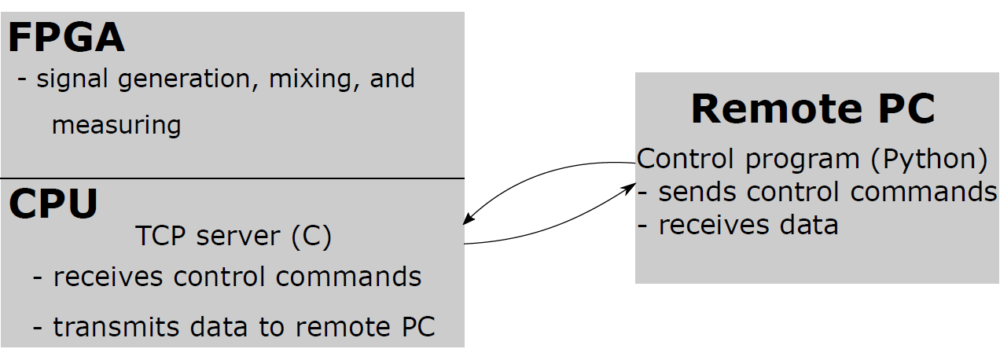 FPGA
- signal generation, mixing, and
measuring
CPU
TCP server (C)
- receives control commands
- transmits data to remote PC
Remote PC
Control program (Python)
- sends control commands
- receives data